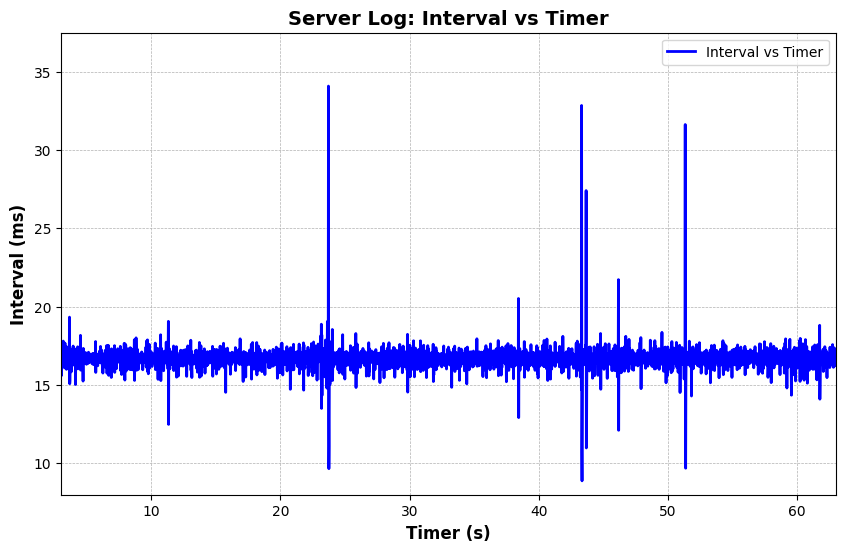 Server Log: Interval vs Timer
Interval vs Timer
35
30
25
20
15
10
Interval (ms)
10 20 30 40 50 60
Timer (s)